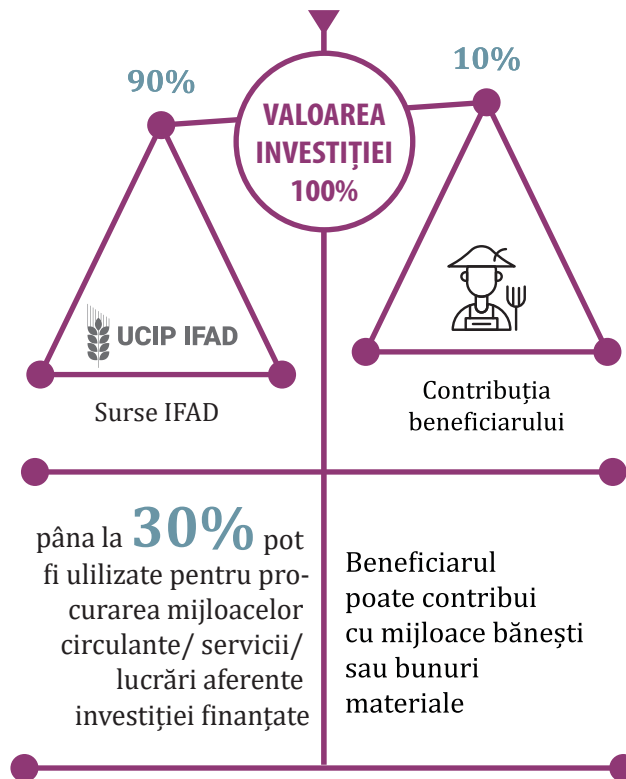 90%
10%
VALOAREA
INVESTIȚIEI
100%
UCIP IFAD
Surse IFAD
Contribuția
beneficiarului
pâna la 30% pot
fi ulilizate pentru pro-
curarea mijloacelor
circulante/ servicii/
lucrări aferente
investiției finanțate
Beneficiarul
poate contribui
cu mijloace bănești
sau bunuri
materiale